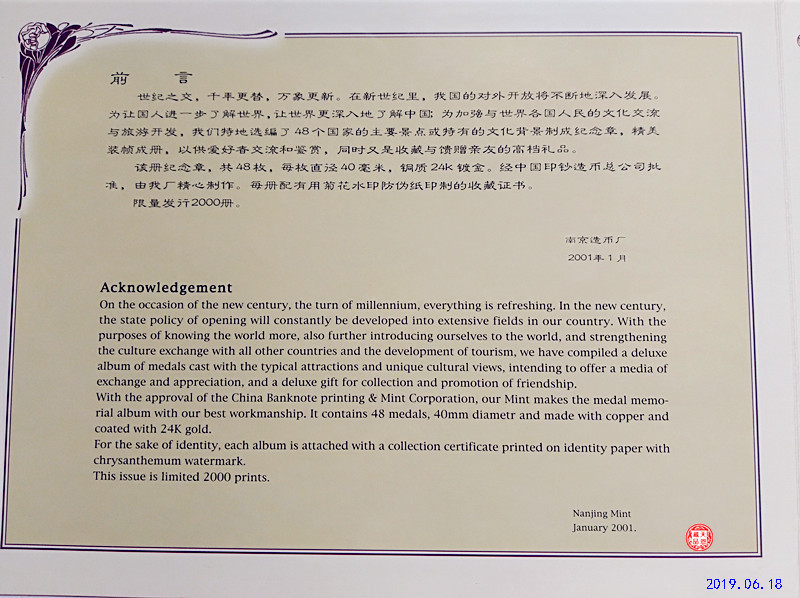 前 言
世纪之交，千年更替，万象更新。在新世纪里，我国的对外开放将不断地深入发展。
为让国人进一步了解世界，让世界更深入地了解中国；为加强与世界各国人民的文化交流
与旅游开发，我们特地选编了48个国家的主要景点或特有的文化背景制成纪念章，精美
装帧成册，以供爱好者交流和鉴赏，同时又是收藏与馈赠亲友的高档礼品。
该册纪念章，共48枚，每枚直径40毫米，铜质24K镀金。经中国印钞造币总公司批
准，由我厂精心制作。每册配有用菊花水印防伪纸印制的收藏证书。
限量发行2000册。
南京造币厂
2001年1月
Acknowledgement
On the occasion of the new century, the turn of millennium, everything is refreshing. In the new century,
the state policy of opening will constantly be developed into extensive fields in our country. With the
purposes of knowing the world more, also further introducing ourselves to the world, and strengthening
the culture exchange with all other countries and the development of tourism, we have compiled a deluxe
album of medals cast with the typical attractions and unique cultural views, intending to offer a media of
exchange and appreciation, and a deluxe gift for collection and promotion of friendship.
With the approval of the China Banknote printing & Mint Corporation, our Mint makes the medal memo-
rial album with our best workmanship. It contains 48 medals, 40mm diametr and made with copper and
coated with 24K gold.
For the sake of identity, each album is attached with a collection certificate printed on identity paper with
chrysanthemum watermark.
This issue is limited 2000 prints.
Nanjing Mint
January 2001.
2019.06.18